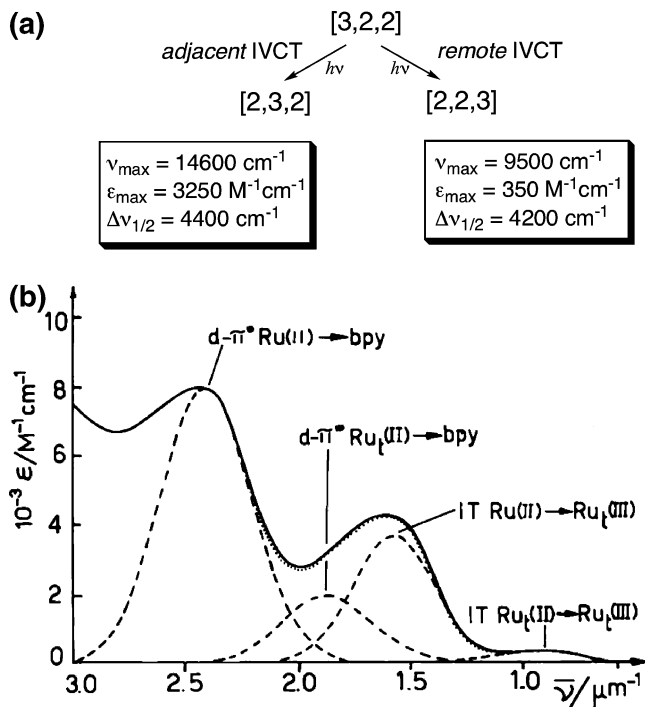 (a)
[3,2,2]
adjacent IVCT
remote IVCT
hν
hν
[2,3,2]
[2,2,3]
νmax = 14600 cm⁻¹
εmax = 3250 M⁻¹cm⁻¹
Δν1/2 = 4400 cm⁻¹
νmax = 9500 cm⁻¹
εmax = 350 M⁻¹cm⁻¹
Δν1/2 = 4200 cm⁻¹
(b)
10⁻³ ε/M⁻¹cm⁻¹
10
8
6
4
2
0
d-π* Ru(II)→bpy
d-π* Rut(II)→bpy
IT Ru(II)→Rut(III)
IT Rut(II)→Rut(III)
3.0
2.5
2.0
1.5
1.0
ν̄/μm⁻¹